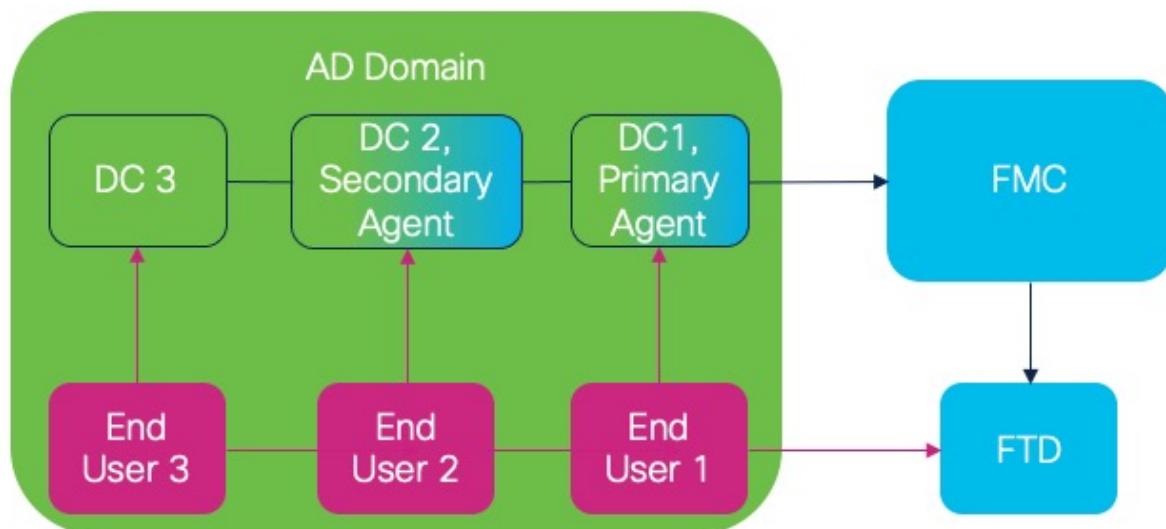 AD Domain
DC 3
DC 2,
Secondary
Agent
DC1,
Primary
Agent
FMC
End
User 3
End
User 2
End
User 1
FTD